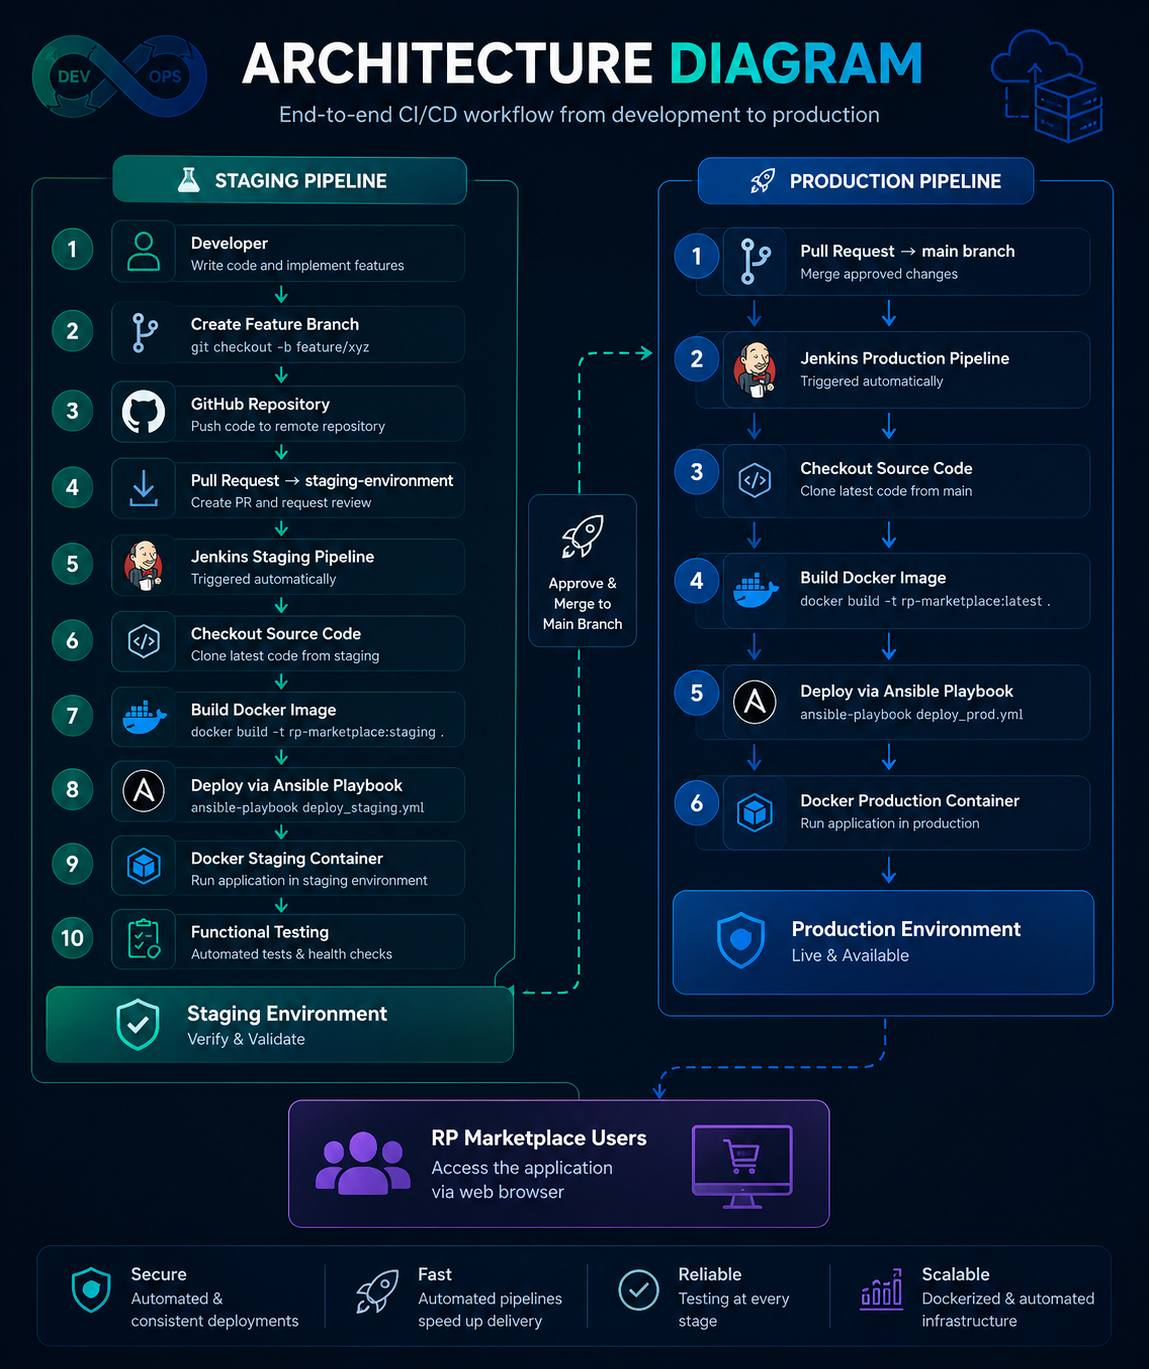 DEV OPS
ARCHITECTURE DIAGRAM
End-to-end CI/CD workflow from development to production
STAGING PIPELINE
1
Developer
Write code and implement features
2
Create Feature Branch
git checkout -b feature/xyz
3
GitHub Repository
Push code to remote repository
4
Pull Request → staging-environment
Create PR and request review
5
Jenkins Staging Pipeline
Triggered automatically
6
Checkout Source Code
Clone latest code from staging
7
Build Docker Image
docker build -t rp-marketplace:staging .
8
Deploy via Ansible Playbook
ansible-playbook deploy_staging.yml
9
Docker Staging Container
Run application in staging environment
10
Functional Testing
Automated tests & health checks
Staging Environment
Verify & Validate
Approve &
Merge to
Main Branch
PRODUCTION PIPELINE
1
Pull Request → main branch
Merge approved changes
2
Jenkins Production Pipeline
Triggered automatically
3
Checkout Source Code
Clone latest code from main
4
Build Docker Image
docker build -t rp-marketplace:latest .
5
Deploy via Ansible Playbook
ansible-playbook deploy_prod.yml
6
Docker Production Container
Run application in production
Production Environment
Live & Available
RP Marketplace Users
Access the application
via web browser
Secure
Automated &
consistent deployments
Fast
Automated pipelines
speed up delivery
Reliable
Testing at every
stage
Scalable
Dockerized & automated
infrastructure